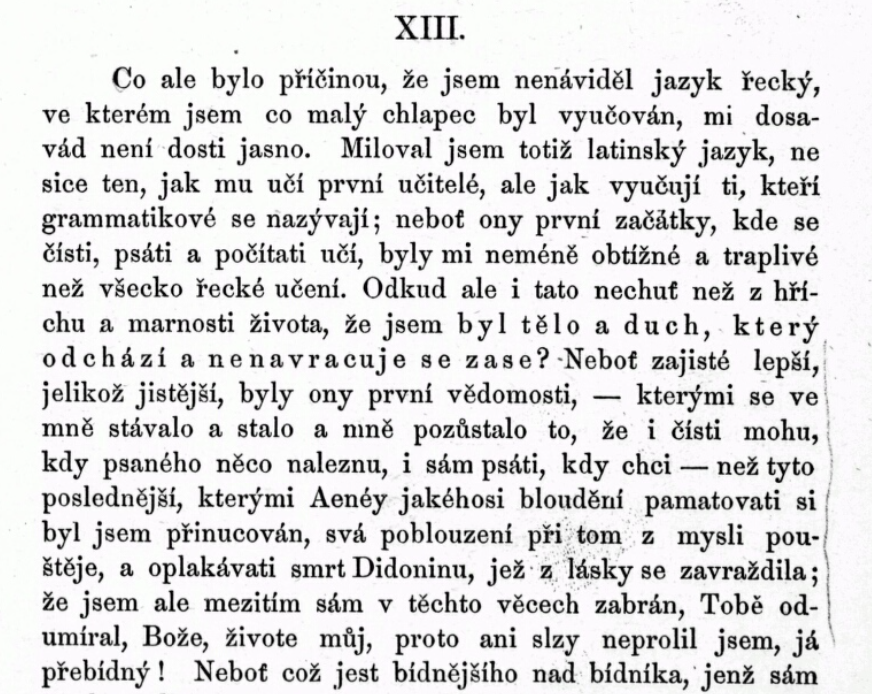 XIII.
Co ale bylo příčinou, že jsem nenáviděl jazyk řecký,
ve kterém jsem co malý chlapec byl vyučován, mi dosa-
vád není dosti jasno. Miloval jsem totiž latinský jazyk, ne
sice ten, jak mu učí první učitelé, ale jak vyučují ti, kteří
grammatikové se nazývají; neboť ony první začátky, kde se
čísti, psáti a počítati učí, byly mi neméně obtížné a traplivé
než všecko řecké učení. Odkud ale i tato nechuť než z hří-
chu a marnosti života, že jsem byl tělo a duch, který
odchází a nenavracuje se zase? Neboť zajisté lepší,
jelikož jistější, byly ony první vědomosti, — kterými se ve
mně stávalo a stalo a mně pozůstalo to, že i čísti mohu,
kdy psaného něco naleznu, i sám psáti, kdy chci — než tyto
poslednější, kterými Aenéy jakéhosi bloudění pamatovati si
byl jsem přinucován, svá poblouzení při tom z mysli pou-
štěje, a oplakávati smrt Didoninu, jež z lásky se zavraždila;
že jsem ale mezitím sám v těchto věcech zabrán, Tobě od-
umíral, Bože, živote můj, proto ani slzy neprolil jsem, já
přebídný! Neboť což jest bídnějšího nad bídníka, jenž sám